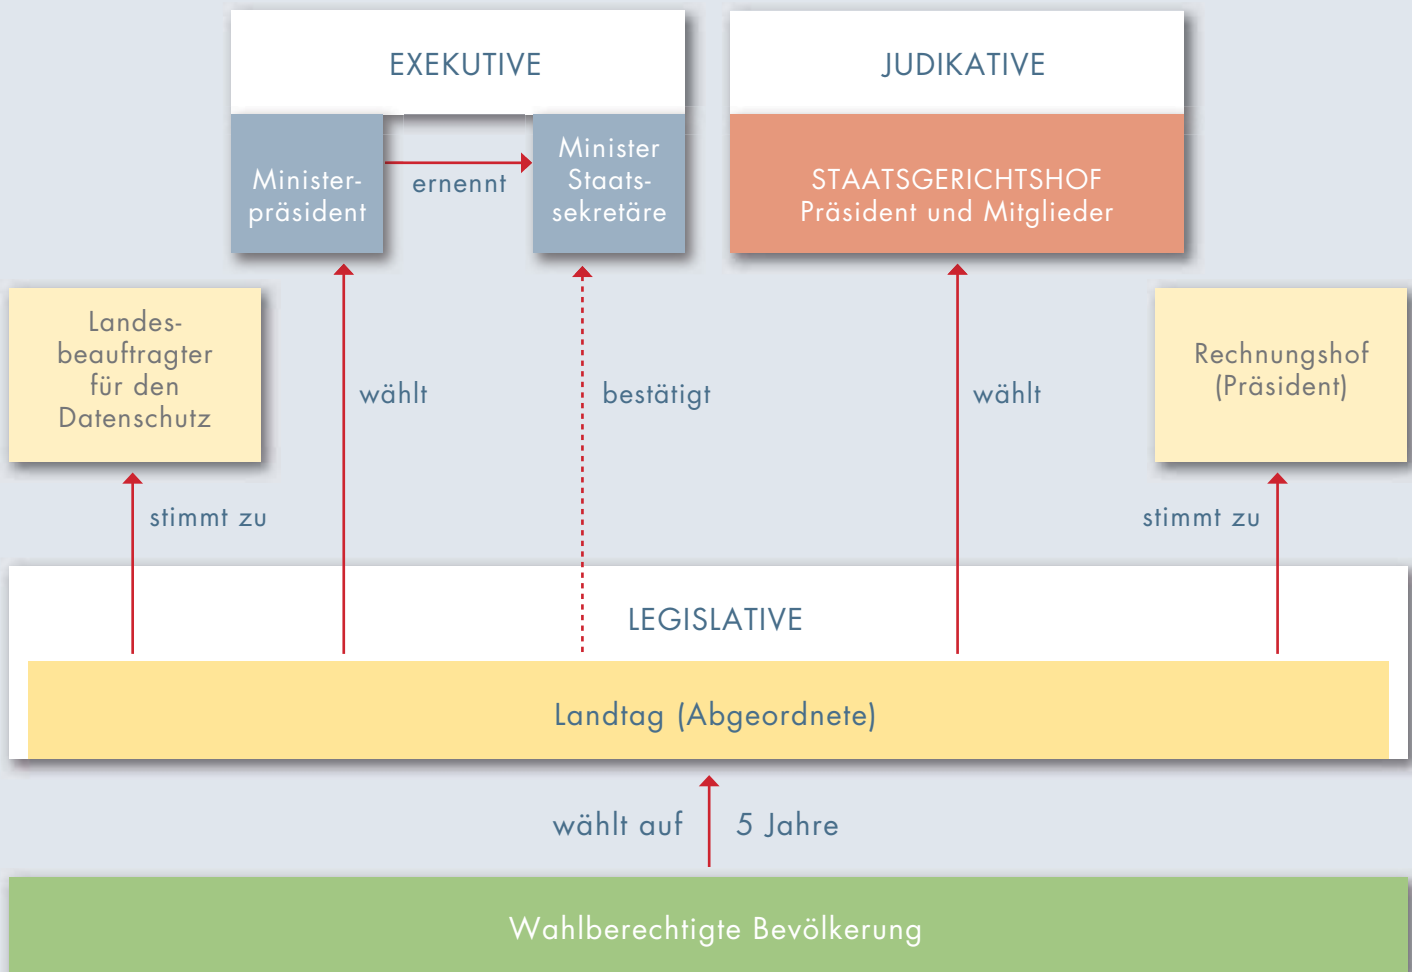 EXEKUTIVE
Minister-
präsident
ernennt
Minister
Staats-
sekretäre
JUDIKATIVE
STAATSGERICHTSHOF
Präsident und Mitglieder
Landes-
beauftragter
für den
Datenschutz
wählt
bestätigt
wählt
Rechnungshof
(Präsident)
stimmt zu
stimmt zu
LEGISLATIVE
Landtag (Abgeordnete)
wählt auf 5 Jahre
Wahlberechtigte Bevölkerung